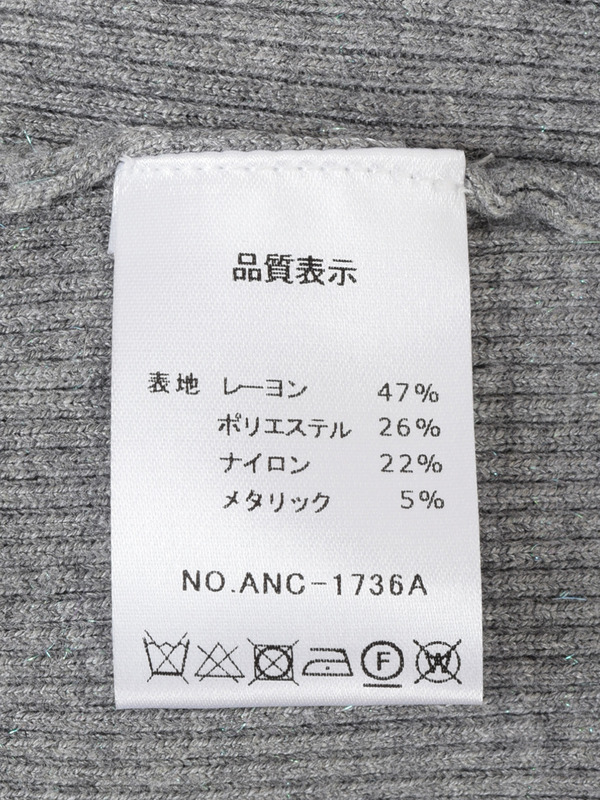 品質表示
表地 レーヨン 47%
ポリエステル 26%
ナイロン 22%
メタリック 5%
NO.ANC-1736A
F W